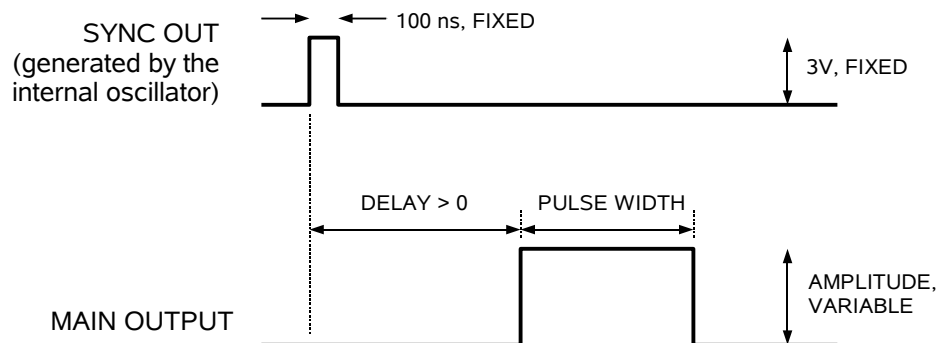 100 ns, FIXED
SYNC OUT
(generated by the
internal oscillator)
3V, FIXED
DELAY > 0
PULSE WIDTH
AMPLITUDE,
VARIABLE
MAIN OUTPUT